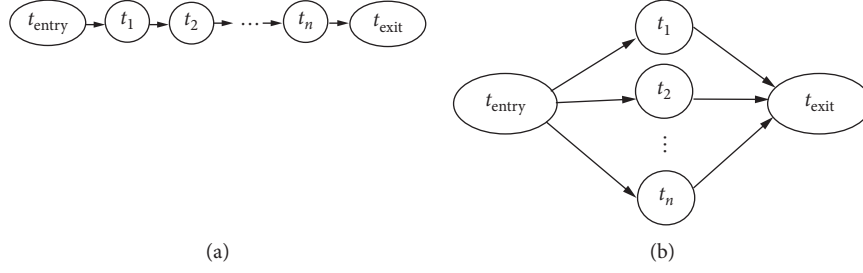 t_entry t_1 t_2 ... t_n t_exit
(a)
t_1
t_entry t_2 t_exit
⋮
t_n
(b)